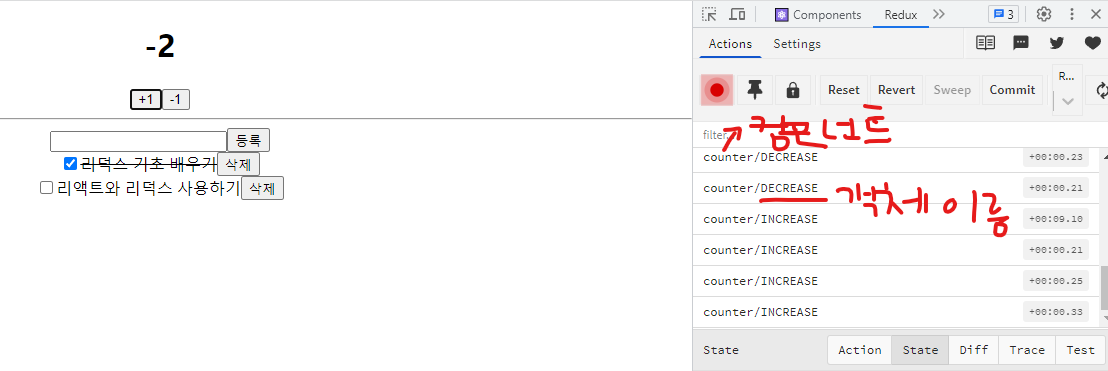 -2
+1 -1
등록
리덕스 기초 배우기 삭제
리액트와 리덕스 사용하기 삭제
Components Redux 3
Actions Settings
Reset Revert Sweep Commit R...
filter
컴포넌트
counter/DECREASE +00:00.23
counter/DECREASE +00:00.21
객체 이름
counter/INCREASE +00:09.10
counter/INCREASE +00:00.21
counter/INCREASE +00:00.25
counter/INCREASE +00:00.33
State Action State Diff Trace Test